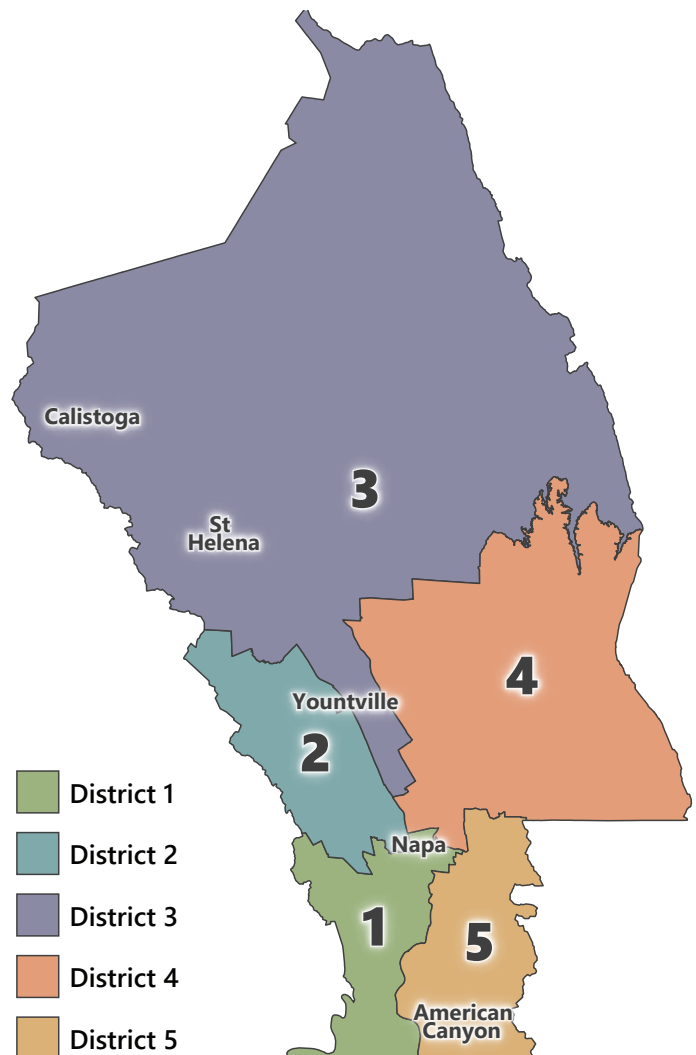 Calistoga
3
St
Helena
4
Yountville
2
District 1
District 2
Napa
District 3
1
5
District 4
American
Canyon
District 5